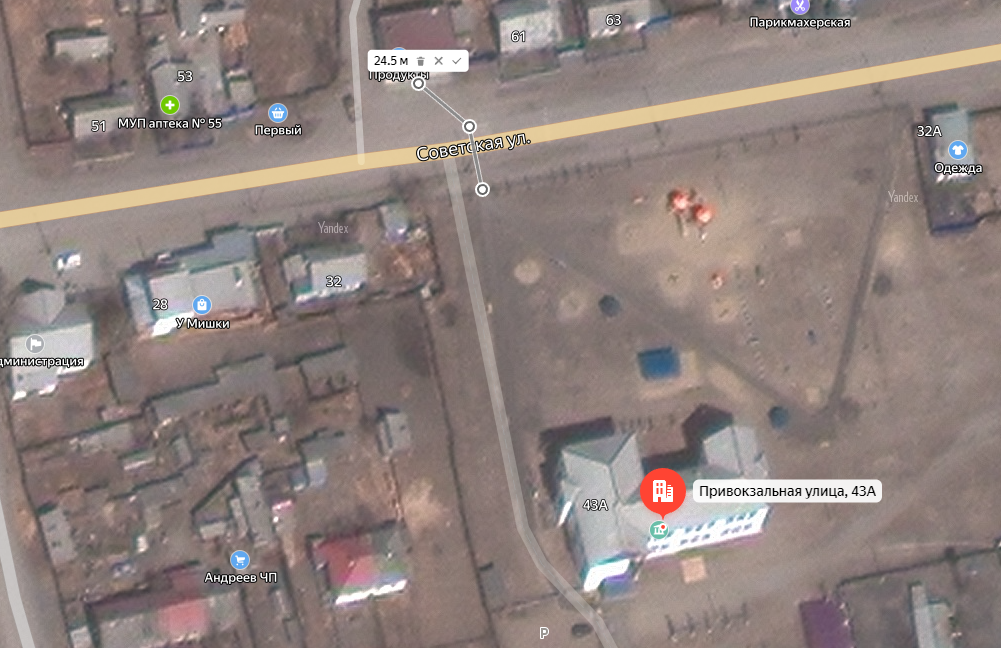 63
Парикмахерская
61
24.5 м
Продукты
53
51
МУП аптека № 55
Первый
32А
Советская ул.
Одежда
Yandex
Yandex
32
28
У Мишки
дминистрация
Привокзальная улица, 43А
43А
Андреев ЧП
P